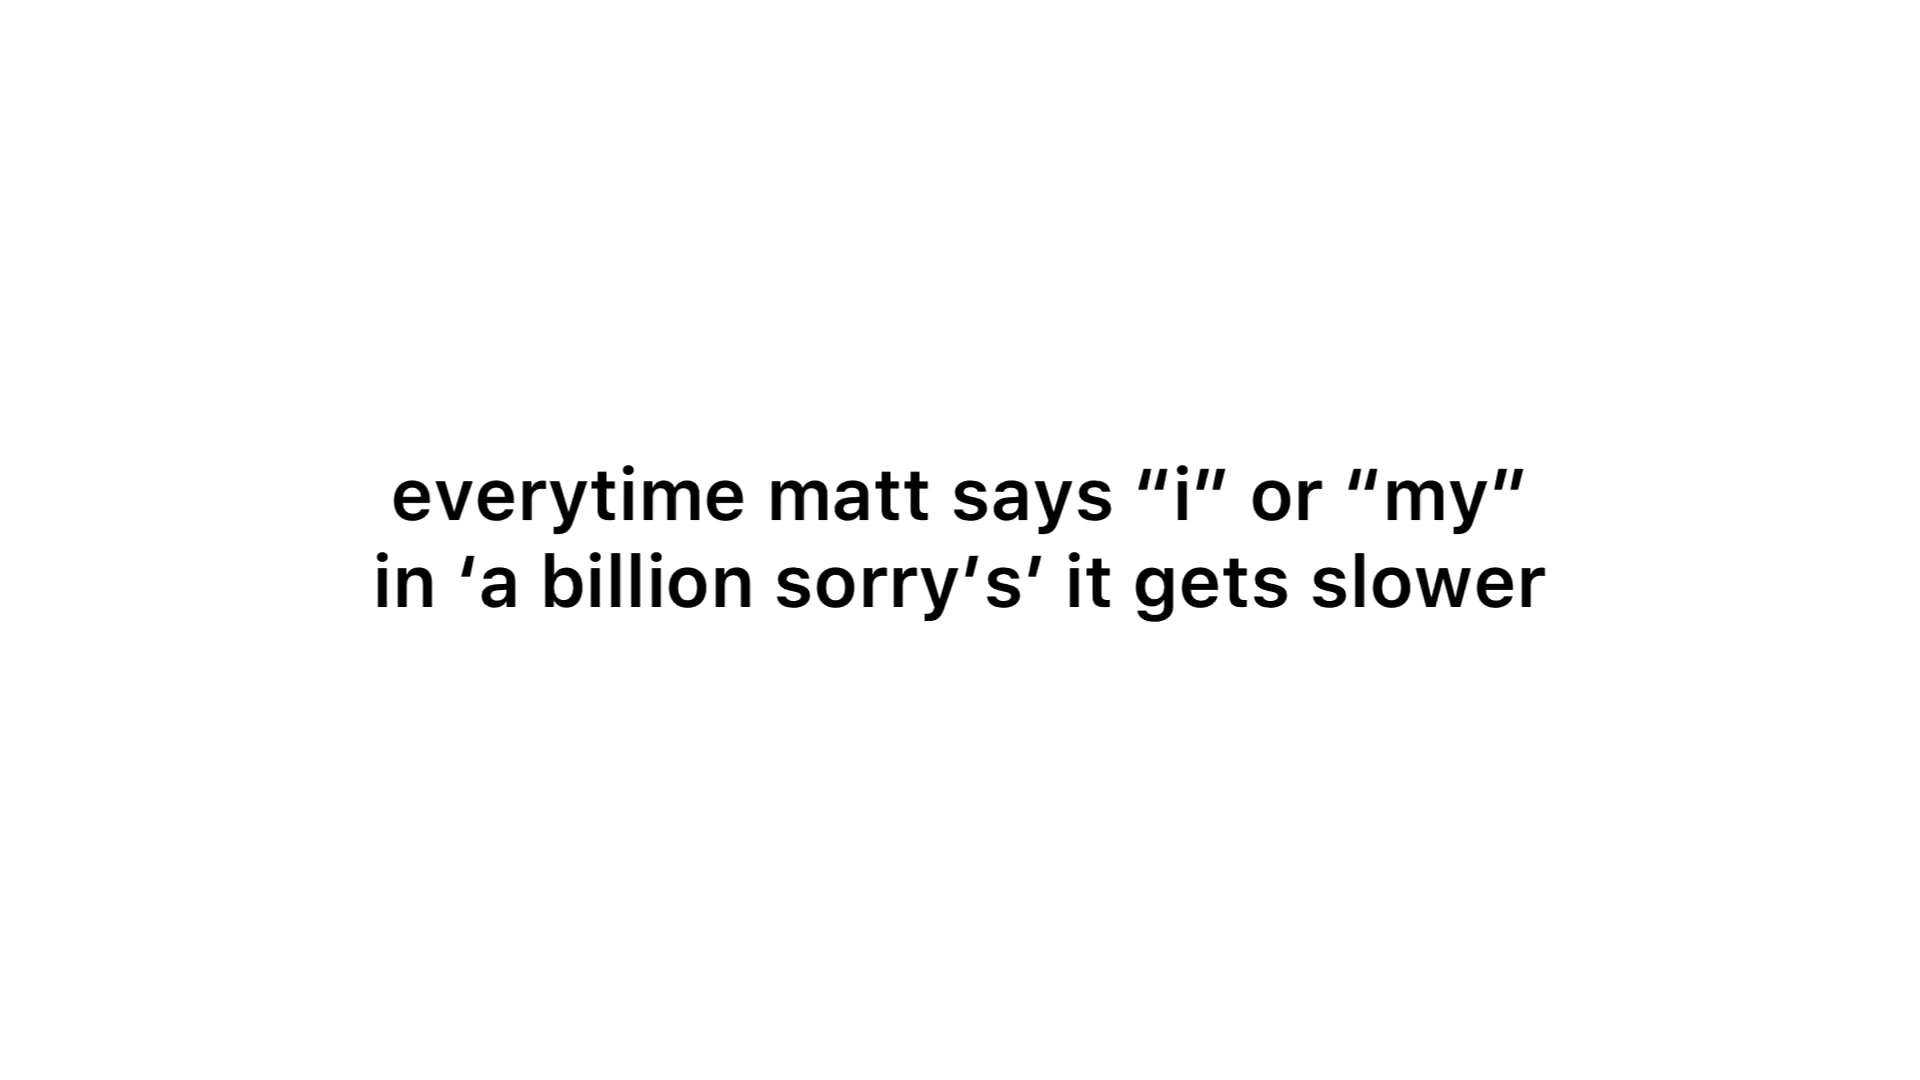 everytime matt says “i” or “my”
in ‘a billion sorry’s’ it gets slower